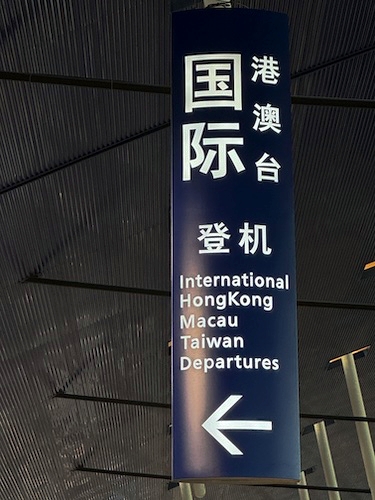 国际
港澳台
登机
International
HongKong
Macau
Taiwan
Departures